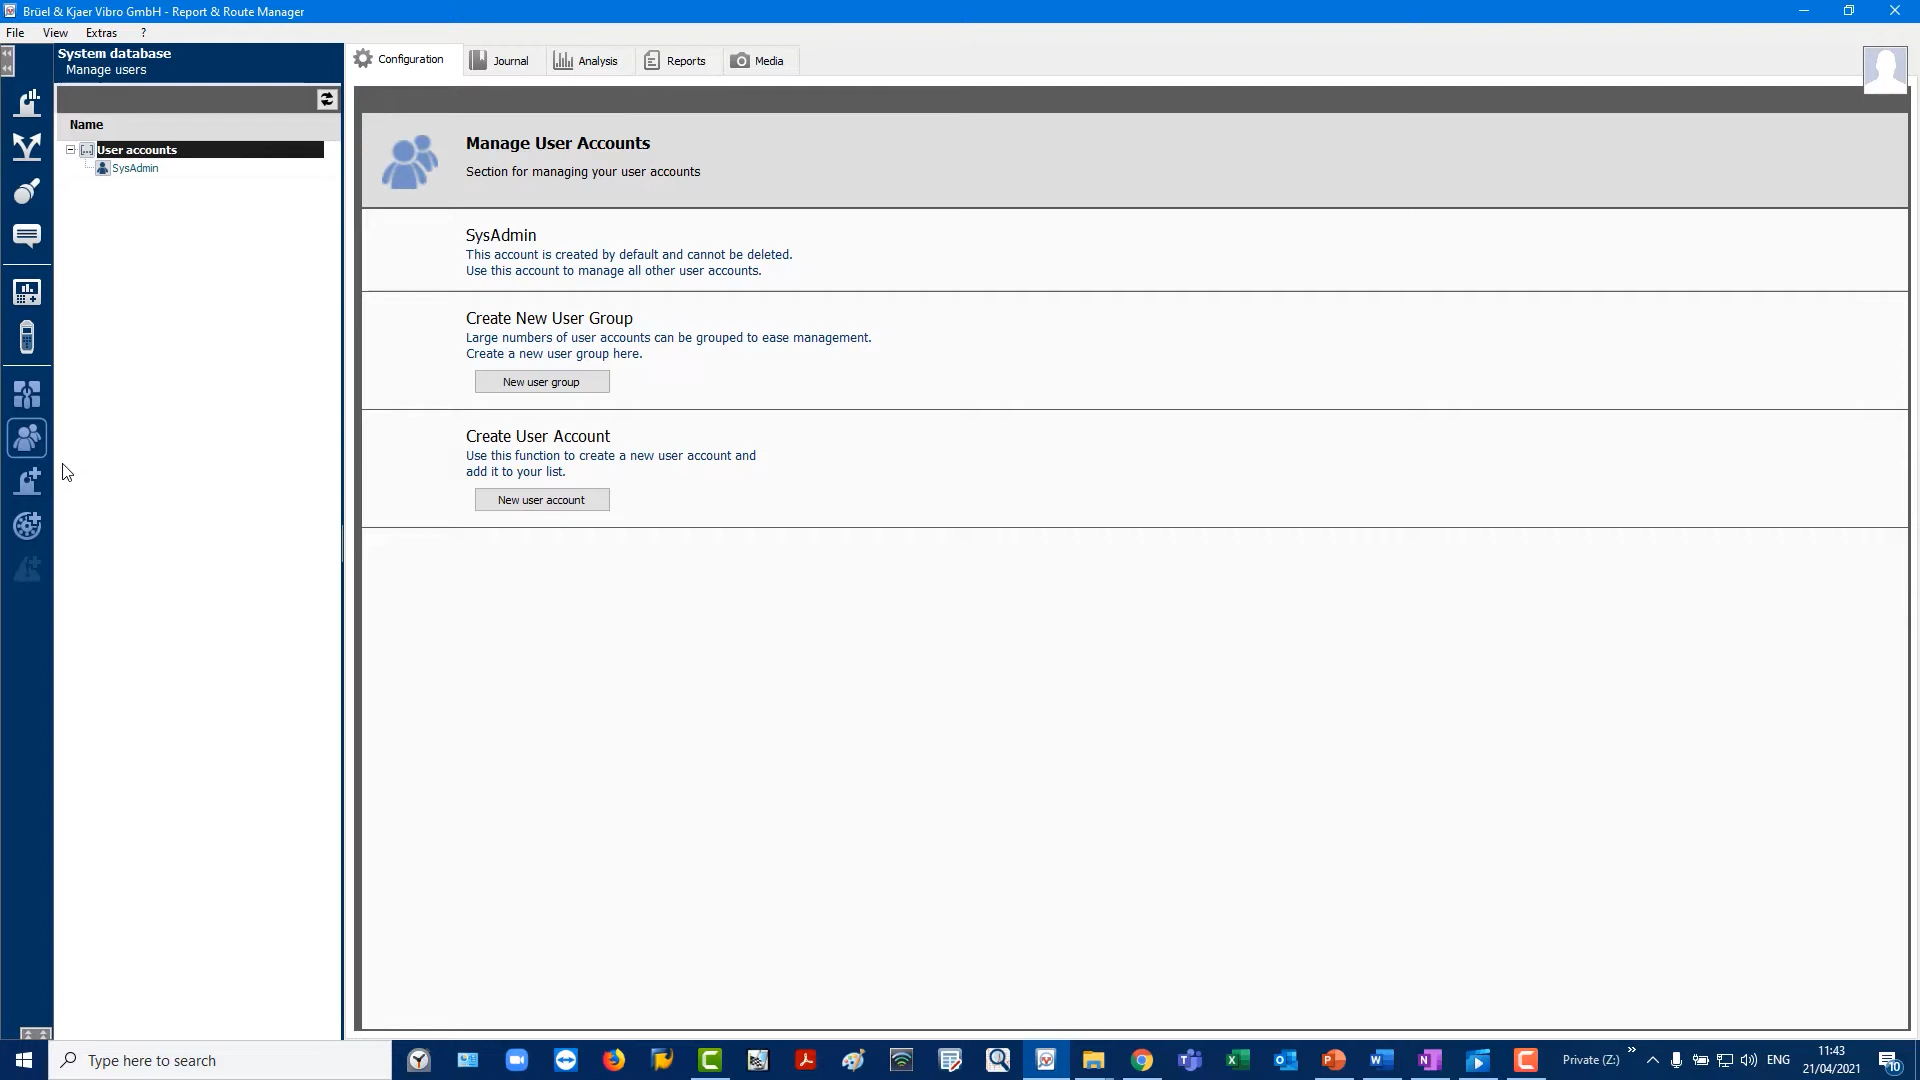 Brüel & Kjaer Vibro GmbH - Report & Route Manager
File View Extras ?
System database
Manage users
Configuration
Journal
Analysis
Reports
Media
Name
User accounts
SysAdmin
Manage User Accounts
Section for managing your user accounts
SysAdmin
This account is created by default and cannot be deleted.
Use this account to manage all other user accounts.
Create New User Group
Large numbers of user accounts can be grouped to ease management.
Create a new user group here.
New user group
Create User Account
Use this function to create a new user account and
add it to your list.
New user account
Type here to search
Private (Z:)
ENG
11:43
21/04/2021
10